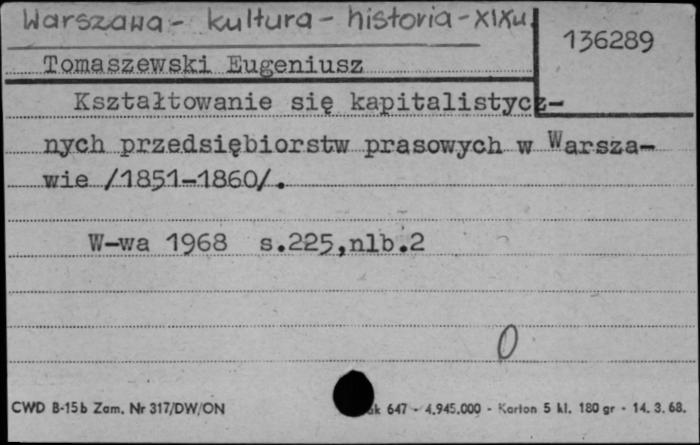 Warszawa - kultura - historia - XIXw.
136289
Tomaszewski Eugeniusz
Kształtowanie się kapitalistycz-
nych przedsiębiorstw prasowych w Warsza-
wie /1851-1860/.
W-wa 1968 s.225,nlb.2
0
CWD B-15b Zam. Nr 317/DW/ON 647 - 4.945.000 - Karton 5 kl. 180 gr - 14. 3. 68.